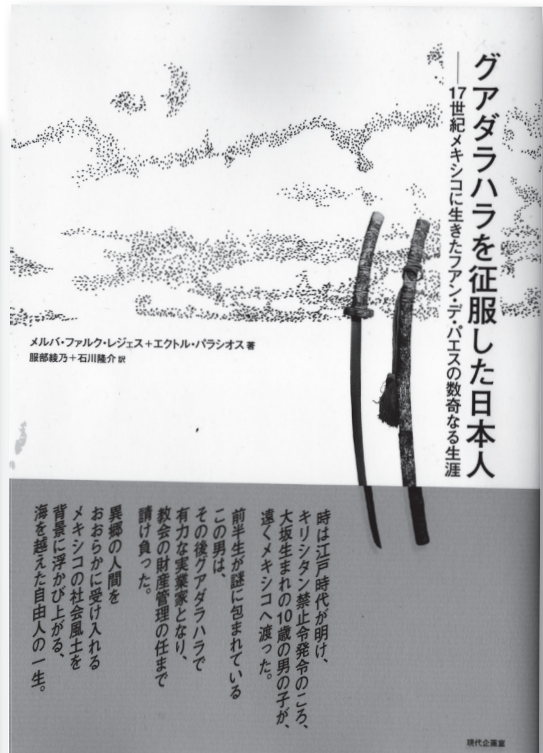 グアダラハラを征服した日本人
──17世紀メキシコに生きたフアン・デ・パエスの数奇なる生涯
メルバ・ファルク・レジェス+エクトル・パラシオス 著
服部綾乃+石川隆介 訳
時は江戸時代が明け、
キリシタン禁止令発令のころ、
大坂生まれの10歳の男の子が、
遠くメキシコへ渡った。
前半生が謎に包まれている
この男は、
その後グアダラハラで
有力な実業家となり、
教会の財産管理の任まで
請け負った。
異郷の人間を
おおらかに受け入れる
メキシコの社会風土を
背景に浮かび上がる、
海を越えた自由人の一生。
現代企画室